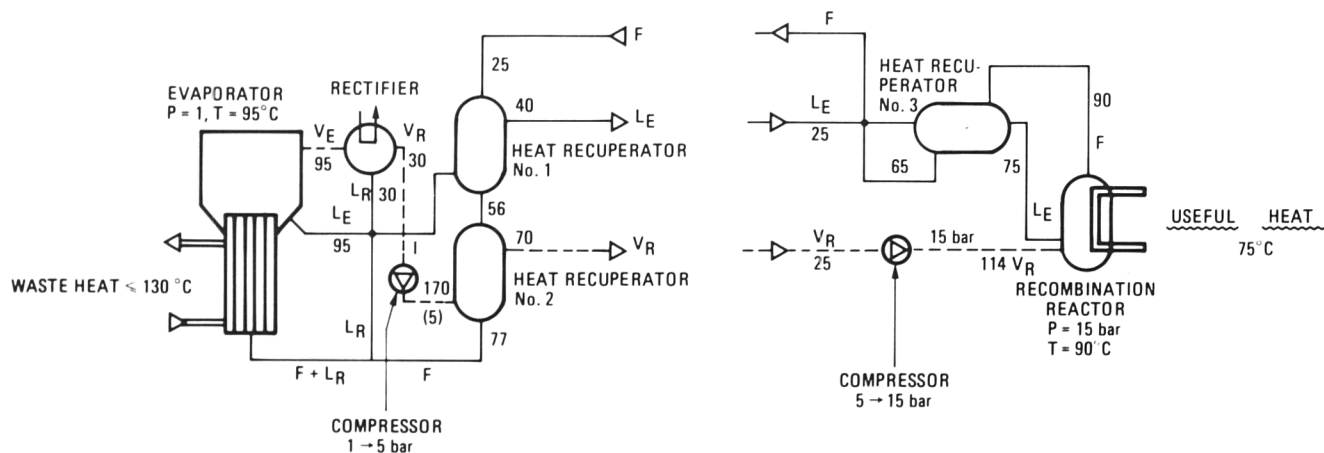 F
25
RECTIFIER
EVAPORATOR
P = 1, T = 95°C
40
L_E
V_E
V_R
95
30
HEAT RECUPERATOR
No. 1
L_R
30
L_E
95
56
I
70
V_R
HEAT RECUPERATOR
No. 2
170
(5)
WASTE HEAT ⩽ 130 °C
L_R
77
F + L_R
F
COMPRESSOR
1 → 5 bar
F
HEAT RECU-
PERATOR
No. 3
90
L_E
25
F
65
75
L_E
USEFUL HEAT
75°C
V_R
25
15 bar
114 V_R
RECOMBINATION
REACTOR
P = 15 bar
T = 90°C
COMPRESSOR
5 → 15 bar